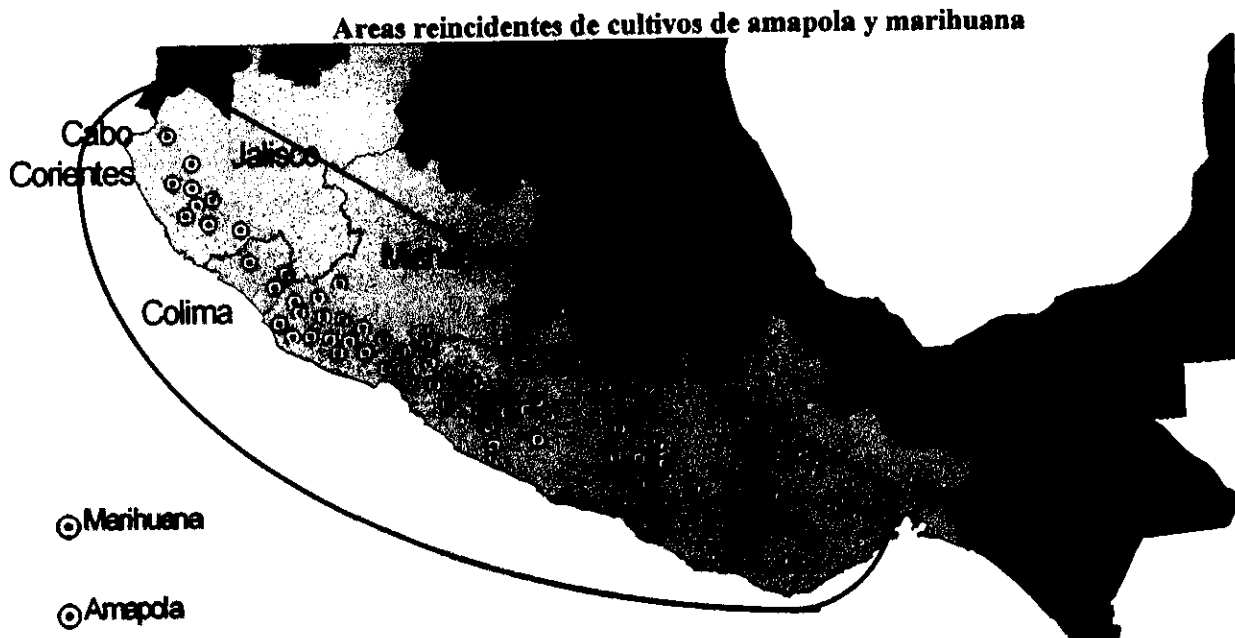 Areas reincidentes de cultivos de amapola y marihuana
Cabo
Corientes
Jalisco
Colima
Marihuana
Amapola